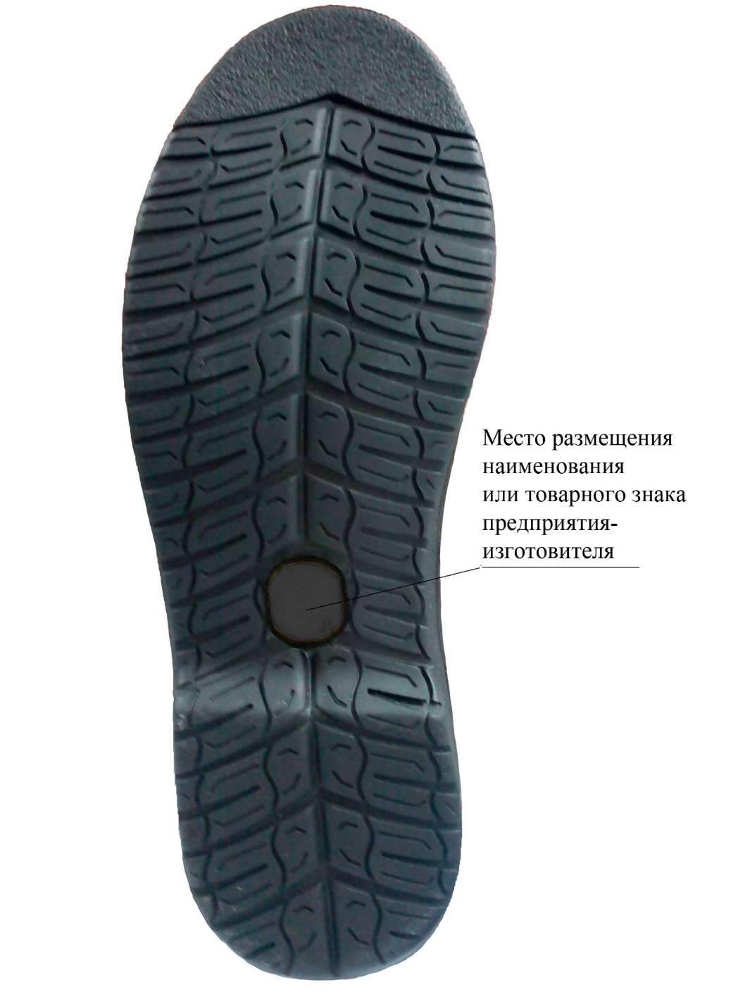 Место размещения
наименования
или товарного знака
предприятия-
изготовителя